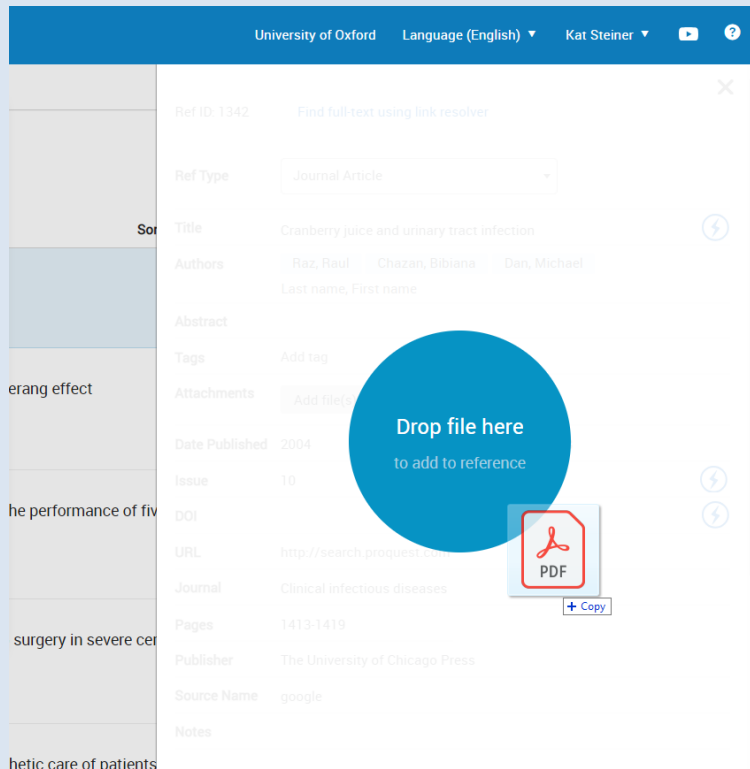 University of Oxford Language (English) ▼ Kat Steiner ▼ ?
Ref ID: 1342 Find full-text using link resolver
Ref Type Journal Article
Sor
Title Cranberry juice and urinary tract infection
Authors Raz, Raul Chazan, Bibiana Dan, Michael
Last name, First name
Abstract
Tags Add tag
erang effect
Attachments Add file(s
Drop file here
to add to reference
Date Published 2004
Issue 10
he performance of fiv
DOI
URL http://search.proquest.co
PDF
Journal Clinical infectious diseases
+ Copy
Pages 1413-1419
surgery in severe cer
Publisher The University of Chicago Press
Source Name google
Notes
hetic care of patients